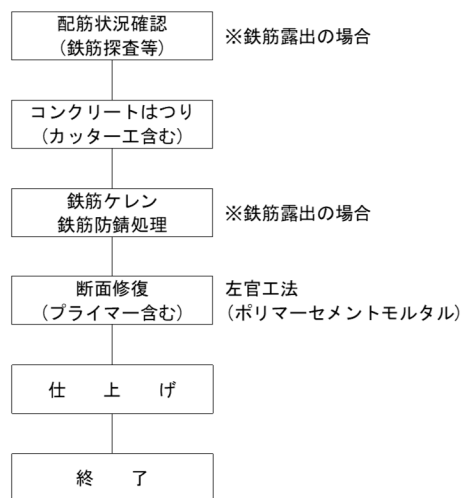 配筋状況確認
(鉄筋探査等)
※鉄筋露出の場合
コンクリートはつり
(カッター工含む)
鉄筋ケレン
鉄筋防錆処理
※鉄筋露出の場合
断面修復
(プライマー含む)
左官工法
(ポリマーセメントモルタル)
仕　上　げ
終　了